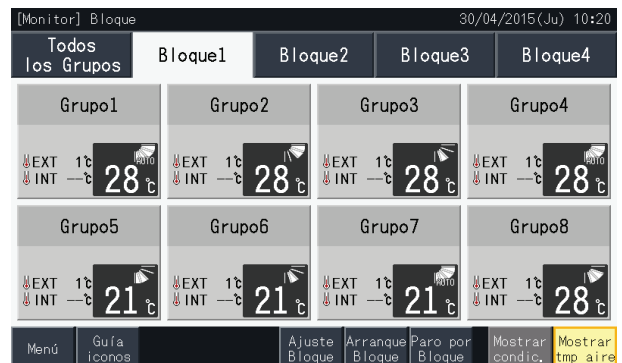 [Monitor] Bloque 30/04/2015(Ju) 10:20
Todos
los Grupos
Bloque1 Bloque2 Bloque3 Bloque4
Grupo1 Grupo2 Grupo3 Grupo4
EXT 1℃ AUTO EXT 1℃ EXT 1℃ EXT 1℃ AUTO
INT --℃ 28℃ INT --℃ 28℃ INT --℃ 28℃ INT --℃ 28℃
Grupo5 Grupo6 Grupo7 Grupo8
EXT 1℃ EXT 1℃ EXT 1℃ AUTO EXT 1℃
INT --℃ 21℃ INT --℃ 21℃ INT --℃ 21℃ INT --℃ 28℃
Menú
Guía
iconos
Ajuste
Bloque
Arranque
Bloque
Paro por
Bloque
Mostrar
condic.
Mostrar
tmp aire